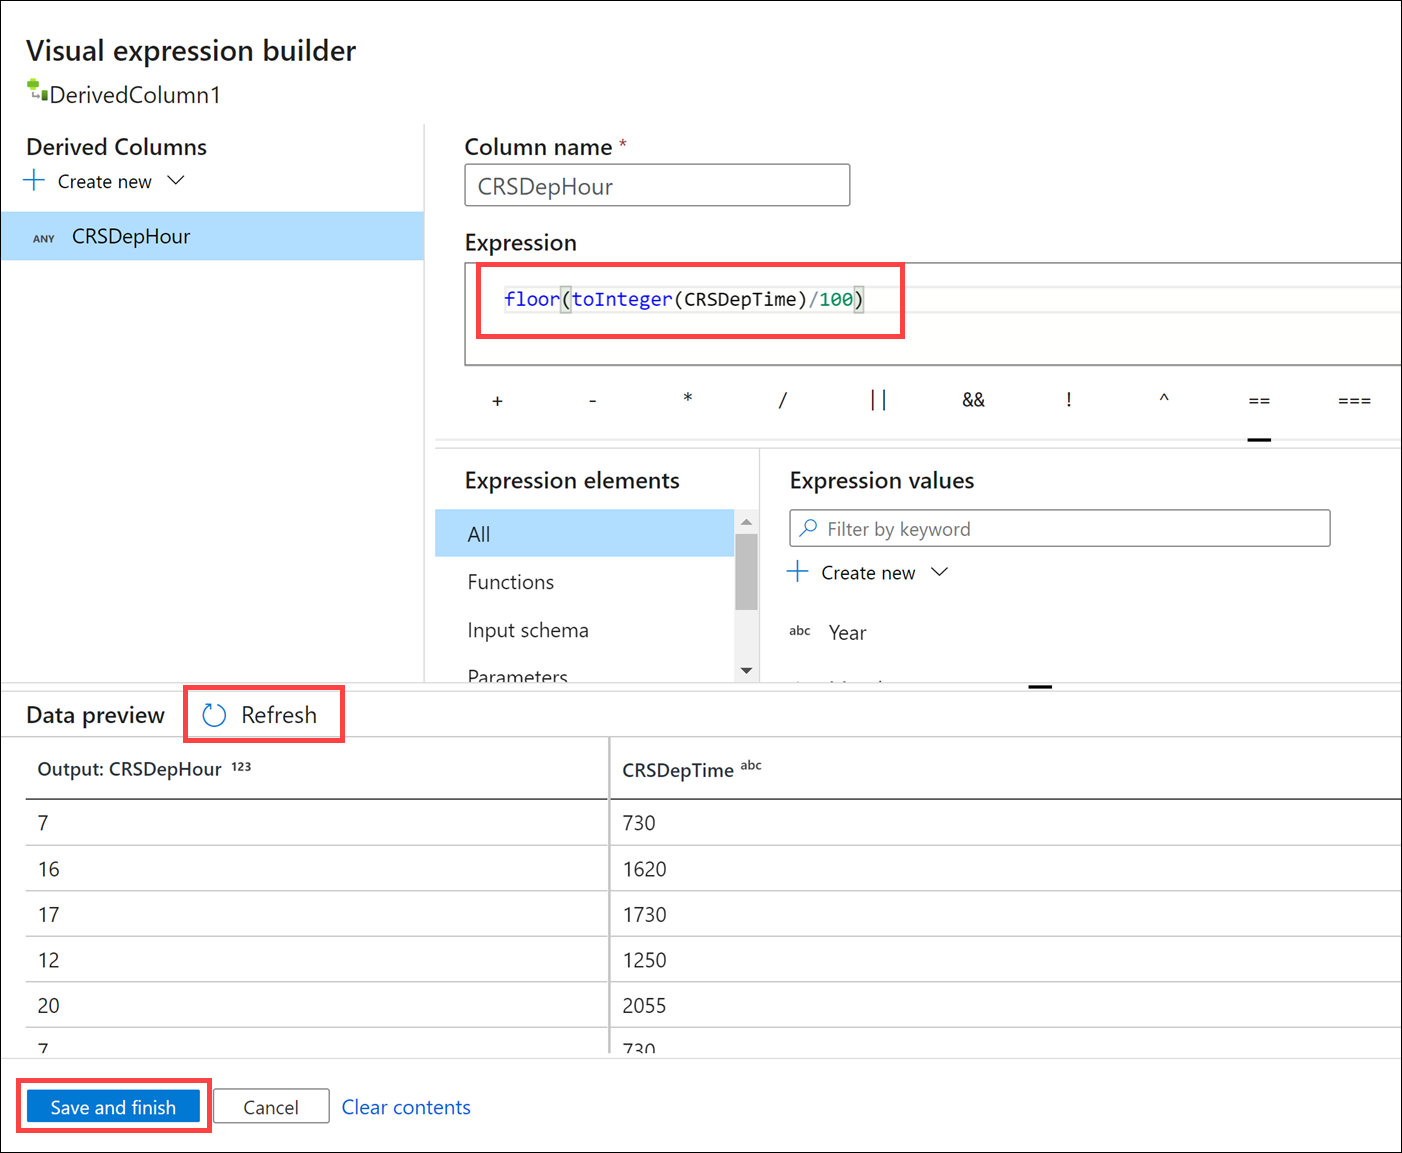 Visual expression builder
DerivedColumn1
Derived Columns
Create new
ANY CRSDepHour
Column name *
CRSDepHour
Expression
floor(toInteger(CRSDepTime)/100)
+ - * / || && ! ^ == ===
Expression elements
All
Functions
Input schema
Parameters
Expression values
Filter by keyword
Create new
abc Year
Data preview Refresh
Output: CRSDepHour 123 CRSDepTime abc
7 730
16 1620
17 1730
12 1250
20 2055
7 730
Save and finish Cancel Clear contents